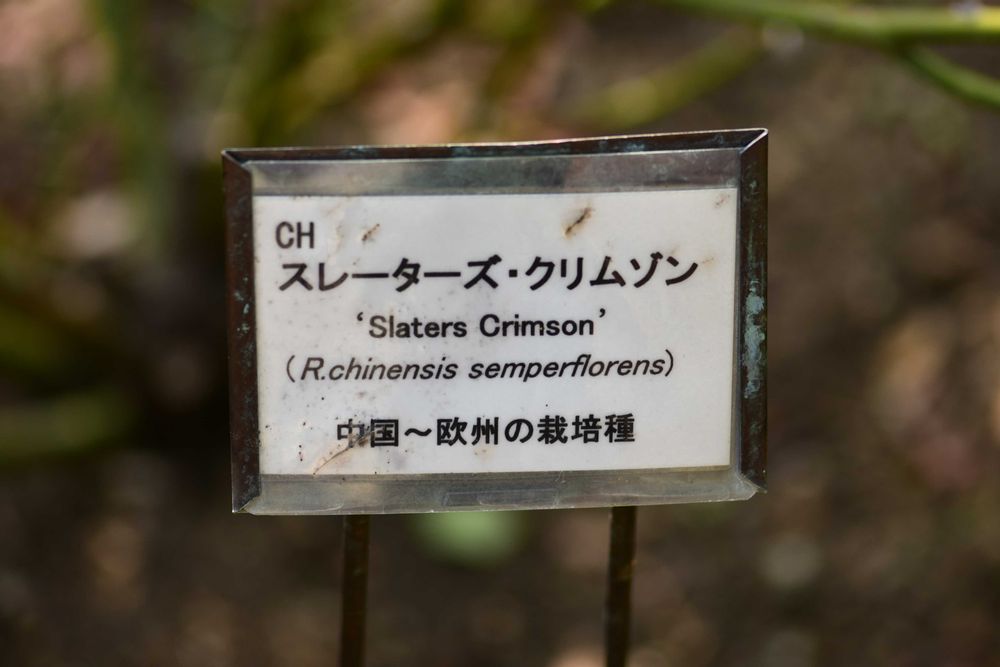 CH
スレーターズ・クリムゾン
‘Slaters Crimson’
(R.chinensis semperflorens)
中国～欧州の栽培種